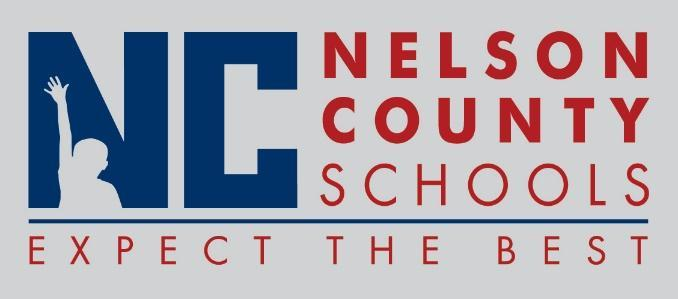 NC
NELSON
COUNTY
SCHOOLS
EXPECT THE BEST